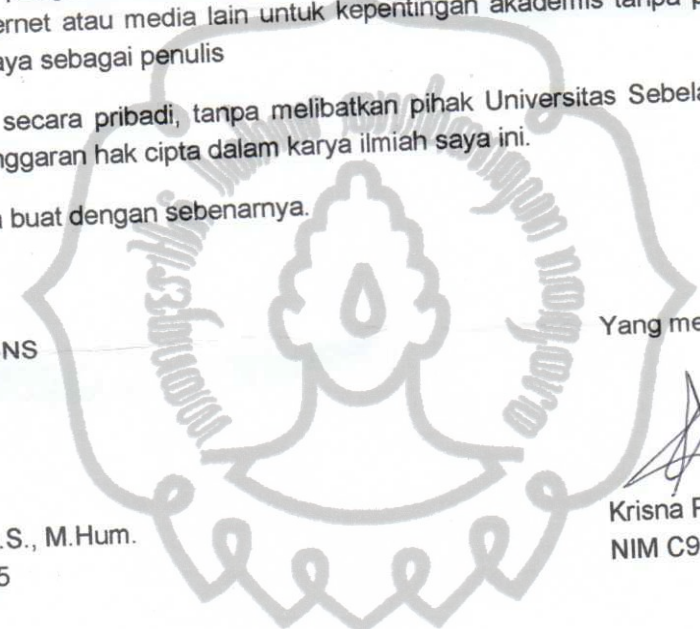 ernet atau media lain untuk kepentingan akademis tanpa
aya sebagai penulis
secara pribadi, tanpa melibatkan pihak Universitas Sebela
nggaran hak cipta dalam karya ilmiah saya ini.
buat dengan sebenarnya.
Yang me
NS
Krisna
.S., M.Hum.
NIM C9
5